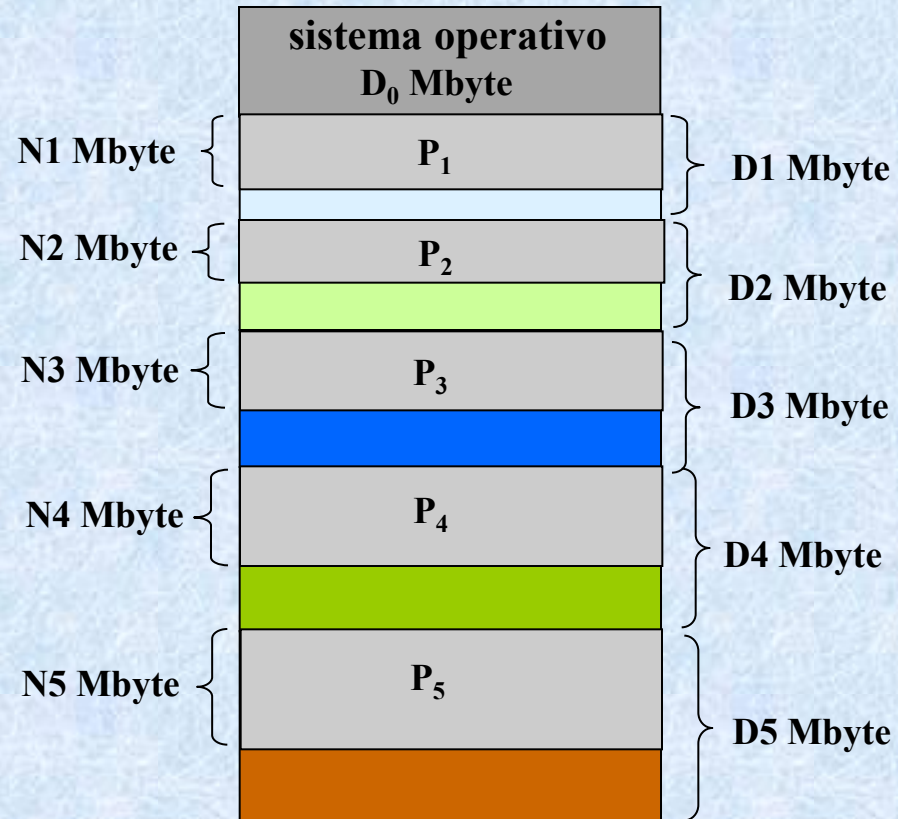 sistema operativo
D₀ Mbyte
N1 Mbyte
P₁
D1 Mbyte
N2 Mbyte
P₂
D2 Mbyte
N3 Mbyte
P₃
D3 Mbyte
N4 Mbyte
P₄
D4 Mbyte
N5 Mbyte
P₅
D5 Mbyte